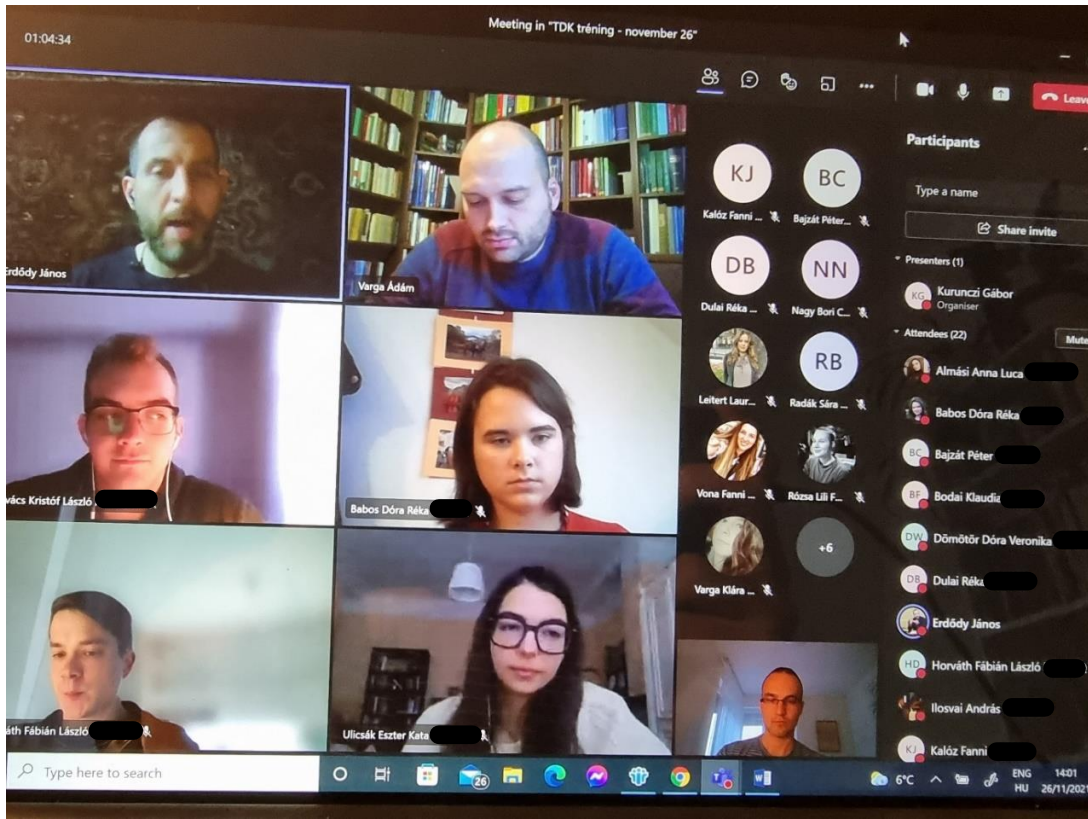 Meeting in "TDK tréning - november 26"
01:04:34
Leave
Erdődy János
Varga Ádám
Kristóf László
Babos Dóra Réka
Fábián László
Ulicsák Eszter Kata
KJ
BC
Kalóz Fanni ...
Bajzát Péter...
DB
NN
Dulai Réka ...
Nagy Bori C...
RB
Leitert Laur...
Radák Sára ...
Vona Fanni ...
Rózsa Lili F...
+6
Varga Klára ...
Participants
Type a name
Share invite
Presenters (1)
KG
Kurunczi Gábor
Organiser
Attendees (22)
Mute
Almási Anna Luca
Babos Dóra Réka
BC
Bajzát Péter
BF
Bodai Klaudia
DW
Dömötör Dóra Veronika
DB
Dulai Réka
Erdődy János
HD
Horváth Fábián László
Ilosvai András
KJ
Kalóz Fanni
Type here to search
26
6°C
ENG
HU
14:01
26/11/2021